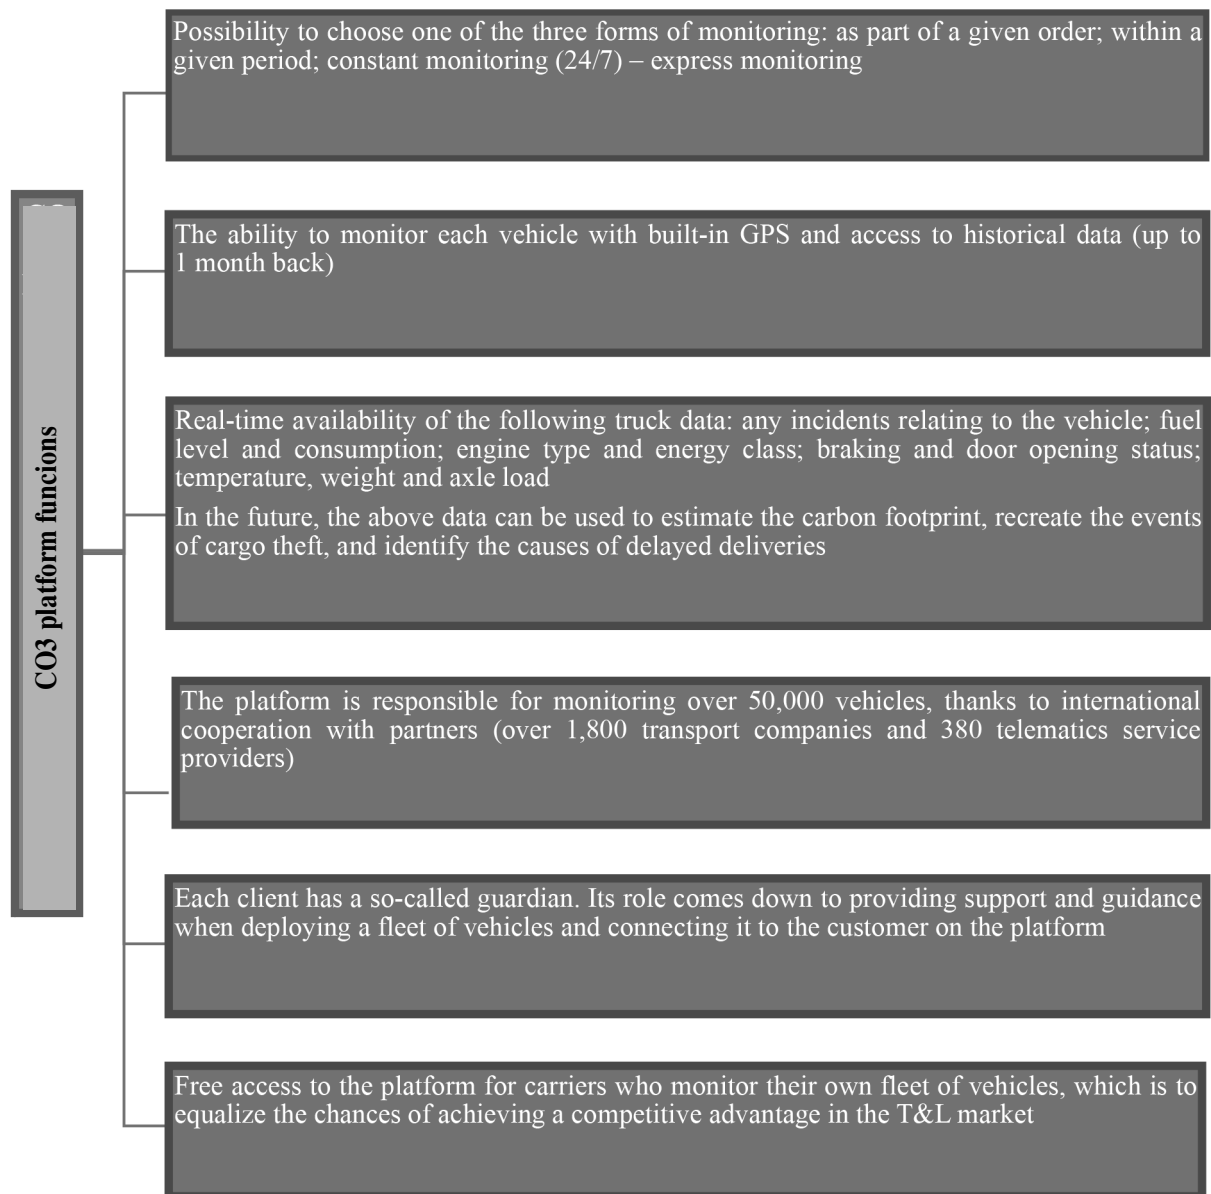 Possibility to choose one of the three forms of monitoring: as part of a given order; within a
given period; constant monitoring (24/7) – express monitoring
The ability to monitor each vehicle with built-in GPS and access to historical data (up to
1 month back)
CO3 platform funcions
Real-time availability of the following truck data: any incidents relating to the vehicle; fuel
level and consumption; engine type and energy class; braking and door opening status;
temperature, weight and axle load
In the future, the above data can be used to estimate the carbon footprint, recreate the events
of cargo theft, and identify the causes of delayed deliveries
The platform is responsible for monitoring over 50,000 vehicles, thanks to international
cooperation with partners (over 1,800 transport companies and 380 telematics service
providers)
Each client has a so-called guardian. Its role comes down to providing support and guidance
when deploying a fleet of vehicles and connecting it to the customer on the platform
Free access to the platform for carriers who monitor their own fleet of vehicles, which is to
equalize the chances of achieving a competitive advantage in the T&L market